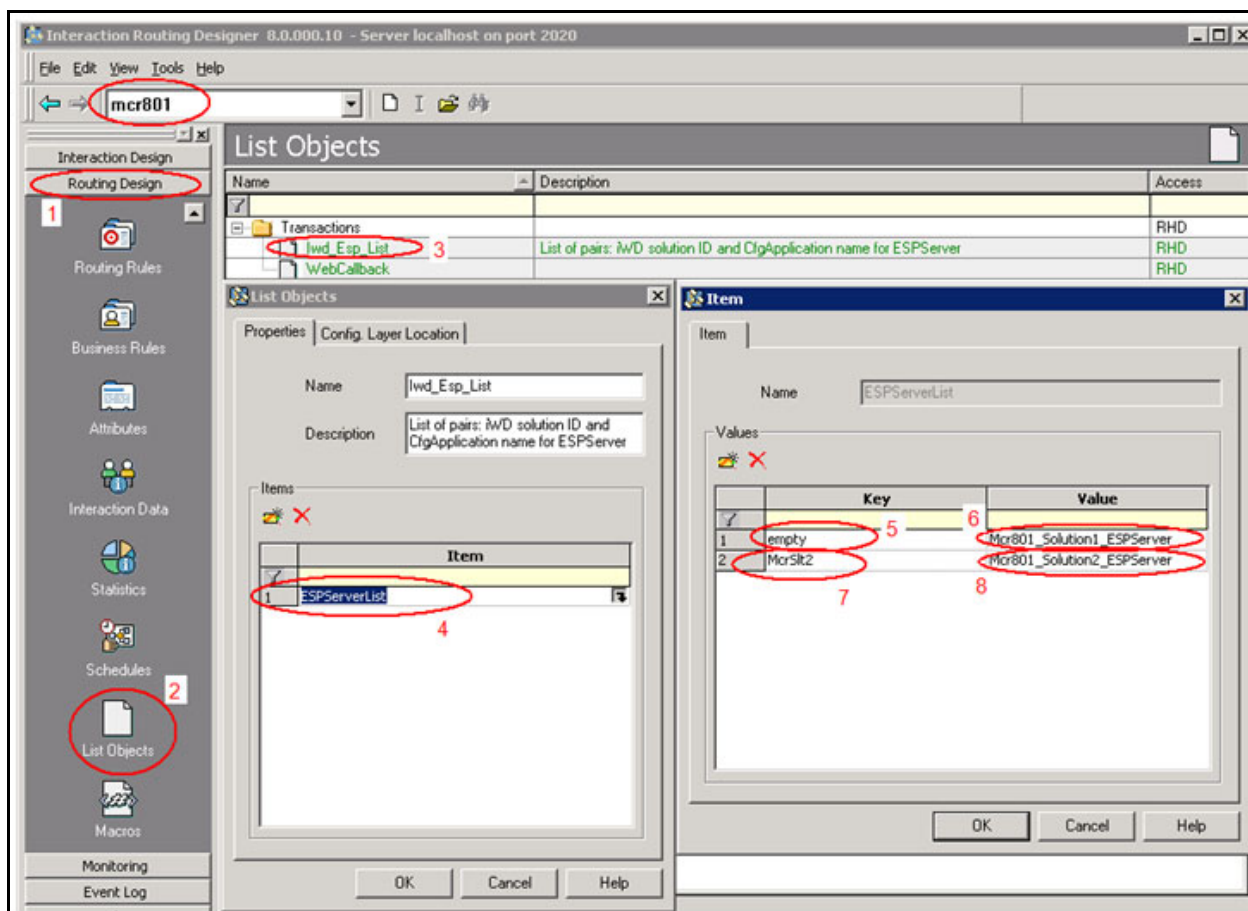 Interaction Routing Designer 8.0.000.10 - Server localhost on port 2020
File Edit View Tools Help
mcr801
Interaction Design
Routing Design
1
Routing Rules
Business Rules
Attributes
Interaction Data
Statistics
Schedules
2
List Objects
Macros
Monitoring
Event Log
List Objects
Name Description Access
Transactions RHD
Iwd_Esp_List 3 List of pairs: iWD solution ID and CfgApplication name for ESPServer RHD
WebCallback RHD
List Objects
Properties Config. Layer Location
Name Iwd_Esp_List
Description List of pairs: iWD solution ID and
CfgApplication name for ESPServer
Items
Item
1 ESPServerList
4
OK Cancel Help
Item
Item
Name ESPServerList
Values
Key Value
5 6
1 empty Mcr801_Solution1_ESPServer
2 McrSlt2 Mcr801_Solution2_ESPServer
7 8
OK Cancel Help